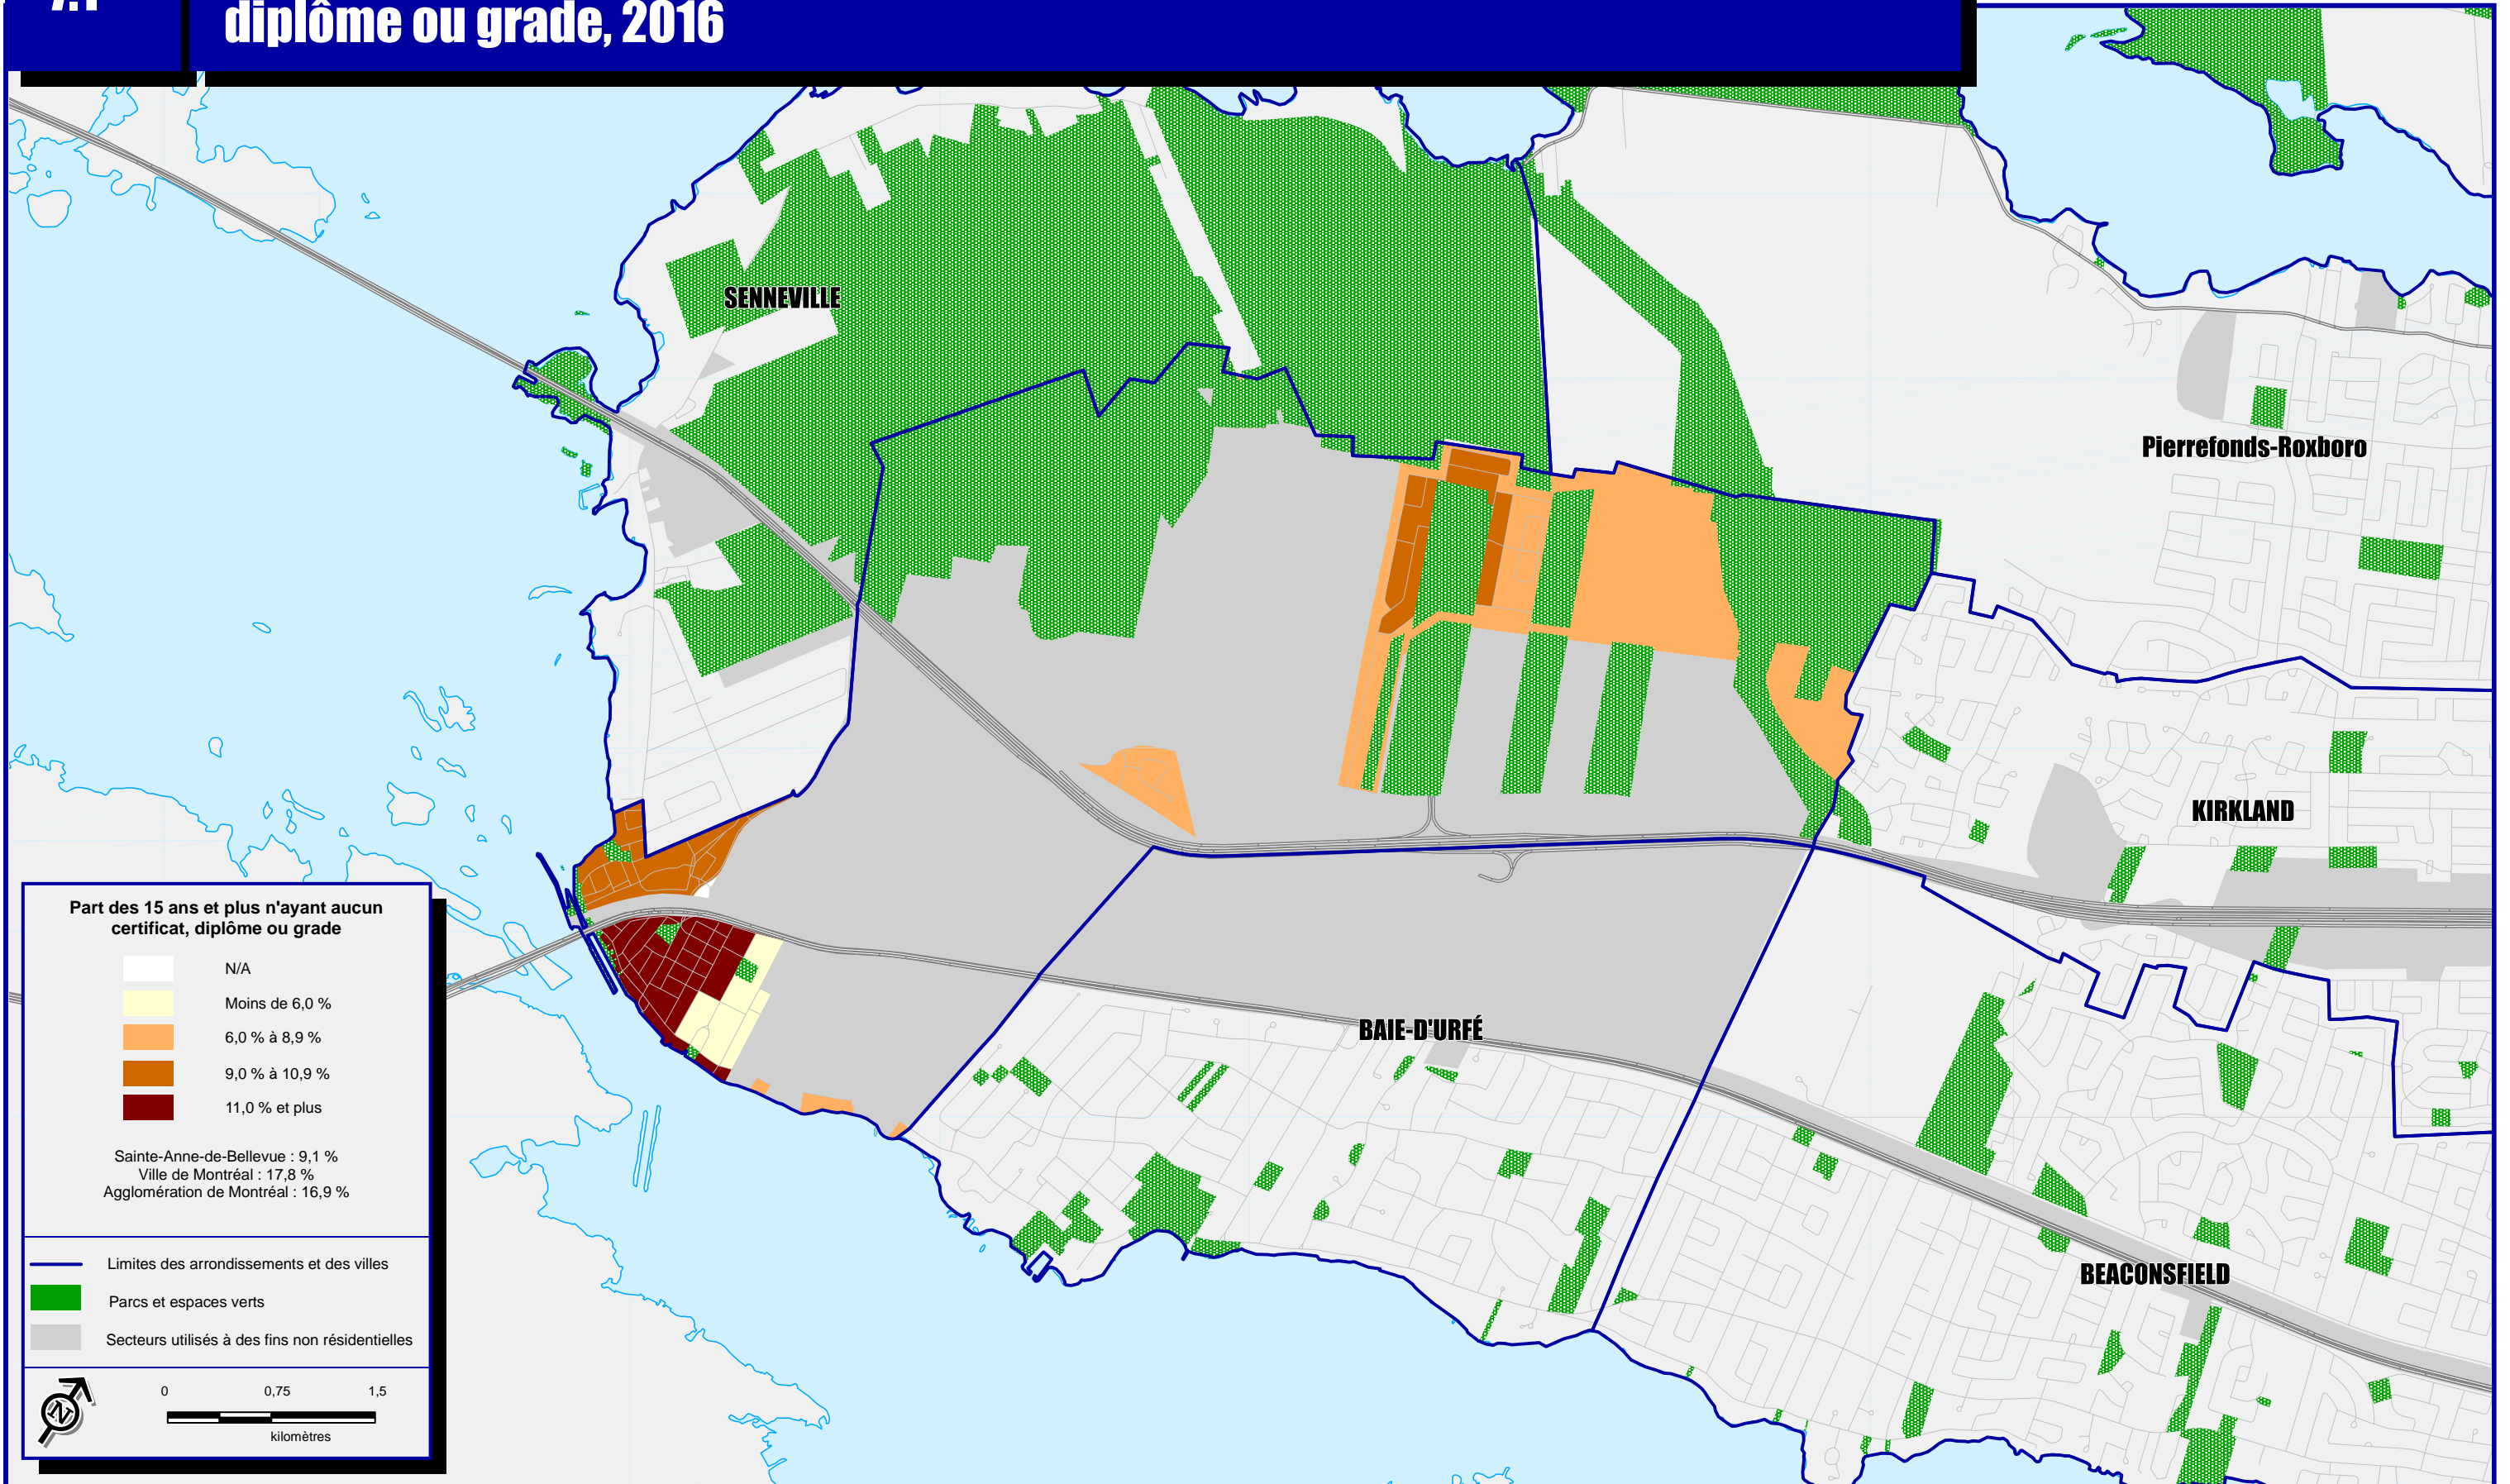 7.1
diplôme ou grade, 2016
SENNEVILLE
Pierrefonds-Roxboro
KIRKLAND
BAIE-D'URFÉ
BEACONSFIELD
Part des 15 ans et plus n'ayant aucun
certificat, diplôme ou grade
N/A
Moins de 6,0 %
6,0 % à 8,9 %
9,0 % à 10,9 %
11,0 % et plus
Sainte-Anne-de-Bellevue : 9,1 %
Ville de Montréal : 17,8 %
Agglomération de Montréal : 16,9 %
Limites des arrondissements et des villes
Parcs et espaces verts
Secteurs utilisés à des fins non résidentielles
N
0 0,75 1,5
kilomètres